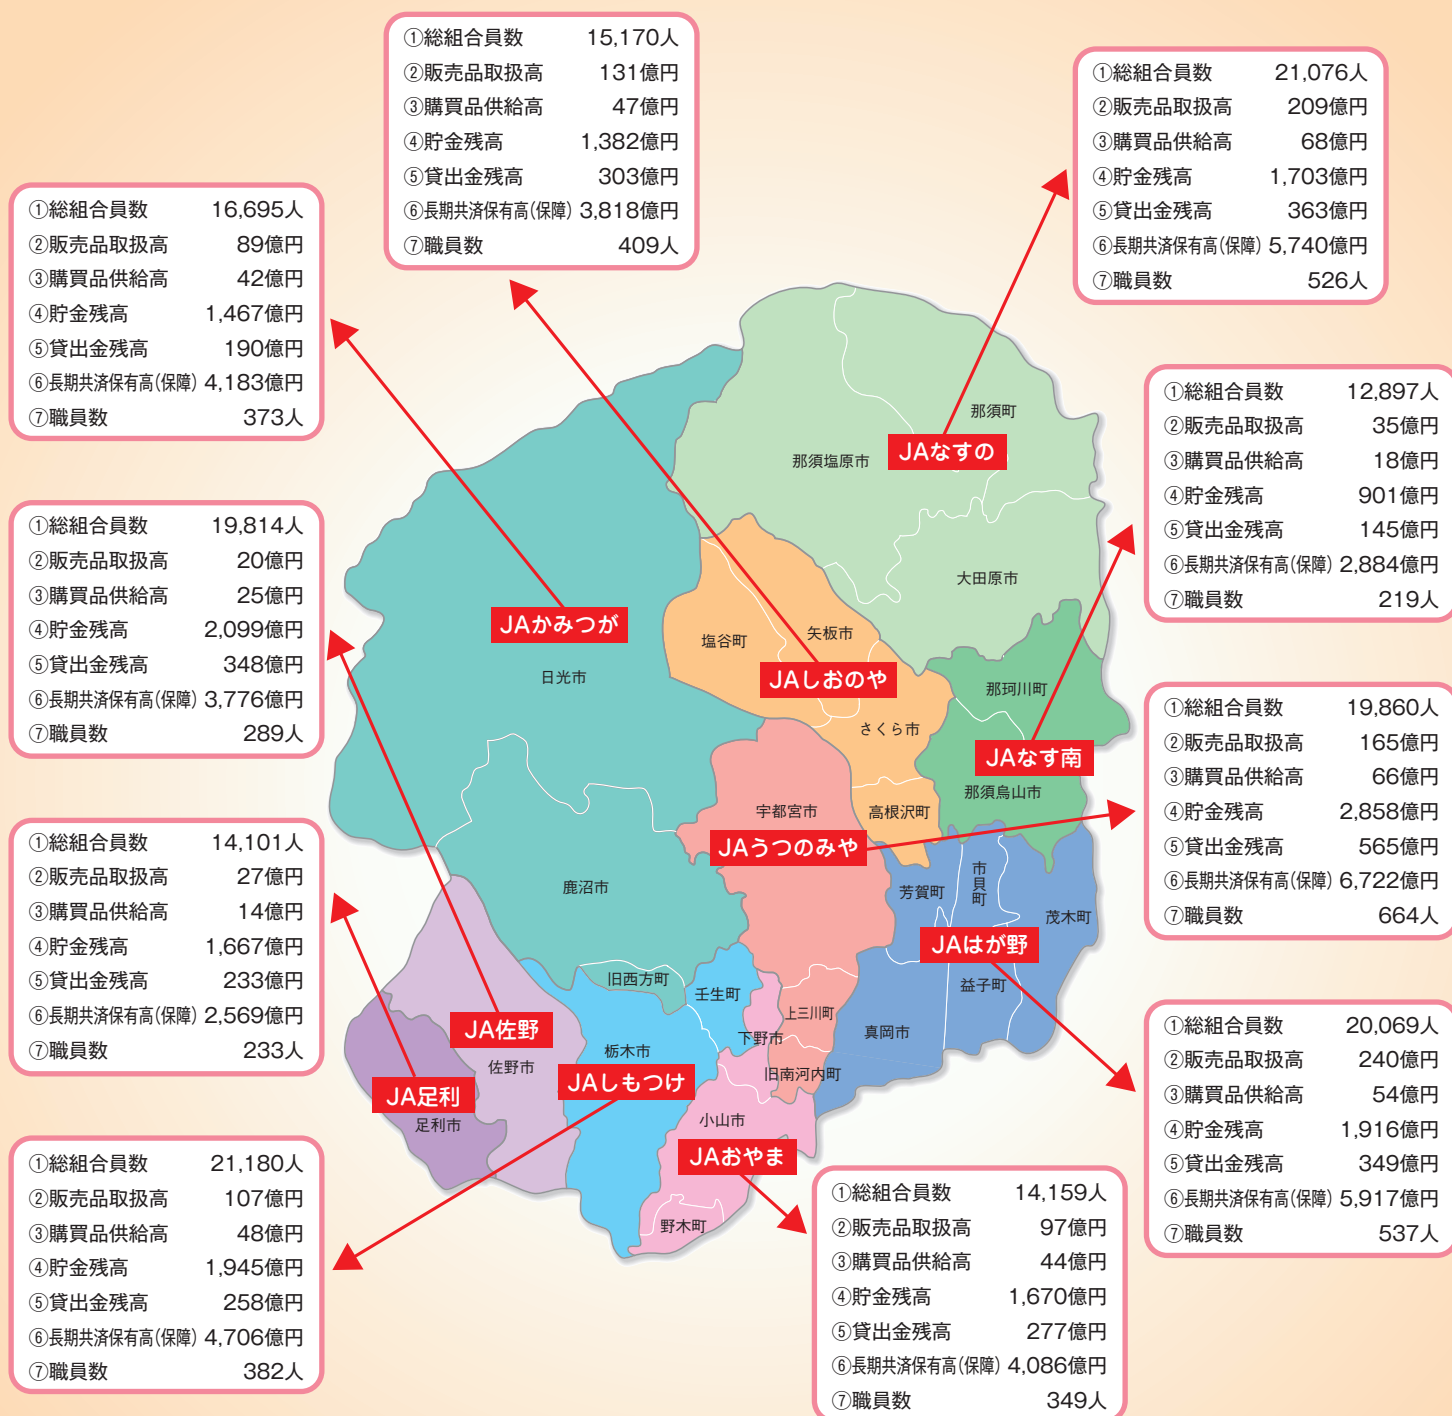 ①総組合員数 15,170人
②販売品取扱高 131億円
③購買品供給高 47億円
④貯金残高 1,382億円
⑤貸出金残高 303億円
⑥長期共済保有高(保障) 3,818億円
⑦職員数 409人
①総組合員数 21,076人
②販売品取扱高 209億円
③購買品供給高 68億円
④貯金残高 1,703億円
⑤貸出金残高 363億円
⑥長期共済保有高(保障) 5,740億円
⑦職員数 526人
①総組合員数 16,695人
②販売品取扱高 89億円
③購買品供給高 42億円
④貯金残高 1,467億円
⑤貸出金残高 190億円
⑥長期共済保有高(保障) 4,183億円
⑦職員数 373人
①総組合員数 12,897人
②販売品取扱高 35億円
③購買品供給高 18億円
④貯金残高 901億円
⑤貸出金残高 145億円
⑥長期共済保有高(保障) 2,884億円
⑦職員数 219人
①総組合員数 19,814人
②販売品取扱高 20億円
③購買品供給高 25億円
④貯金残高 2,099億円
⑤貸出金残高 348億円
⑥長期共済保有高(保障) 3,776億円
⑦職員数 289人
①総組合員数 19,860人
②販売品取扱高 165億円
③購買品供給高 66億円
④貯金残高 2,858億円
⑤貸出金残高 565億円
⑥長期共済保有高(保障) 6,722億円
⑦職員数 664人
①総組合員数 14,101人
②販売品取扱高 27億円
③購買品供給高 14億円
④貯金残高 1,667億円
⑤貸出金残高 233億円
⑥長期共済保有高(保障) 2,569億円
⑦職員数 233人
①総組合員数 20,069人
②販売品取扱高 240億円
③購買品供給高 54億円
④貯金残高 1,916億円
⑤貸出金残高 349億円
⑥長期共済保有高(保障) 5,917億円
⑦職員数 537人
①総組合員数 21,180人
②販売品取扱高 107億円
③購買品供給高 48億円
④貯金残高 1,945億円
⑤貸出金残高 258億円
⑥長期共済保有高(保障) 4,706億円
⑦職員数 382人
①総組合員数 14,159人
②販売品取扱高 97億円
③購買品供給高 44億円
④貯金残高 1,670億円
⑤貸出金残高 277億円
⑥長期共済保有高(保障) 4,086億円
⑦職員数 349人
那須町
JAなすの
那須塩原市
大田原市
JAかみつが
日光市
塩谷町
矢板市
JAしおのや
さくら市
那珂川町
JAなす南
那須烏山市
高根沢町
宇都宮市
JAうつのみや
鹿沼市
芳賀町
市貝町
茂木町
JAはが野
益子町
真岡市
旧西方町
壬生町
上三川町
下野市
旧南河内町
JA佐野
佐野市
栃木市
JAしもつけ
JA足利
足利市
小山市
JAおやま
野木町